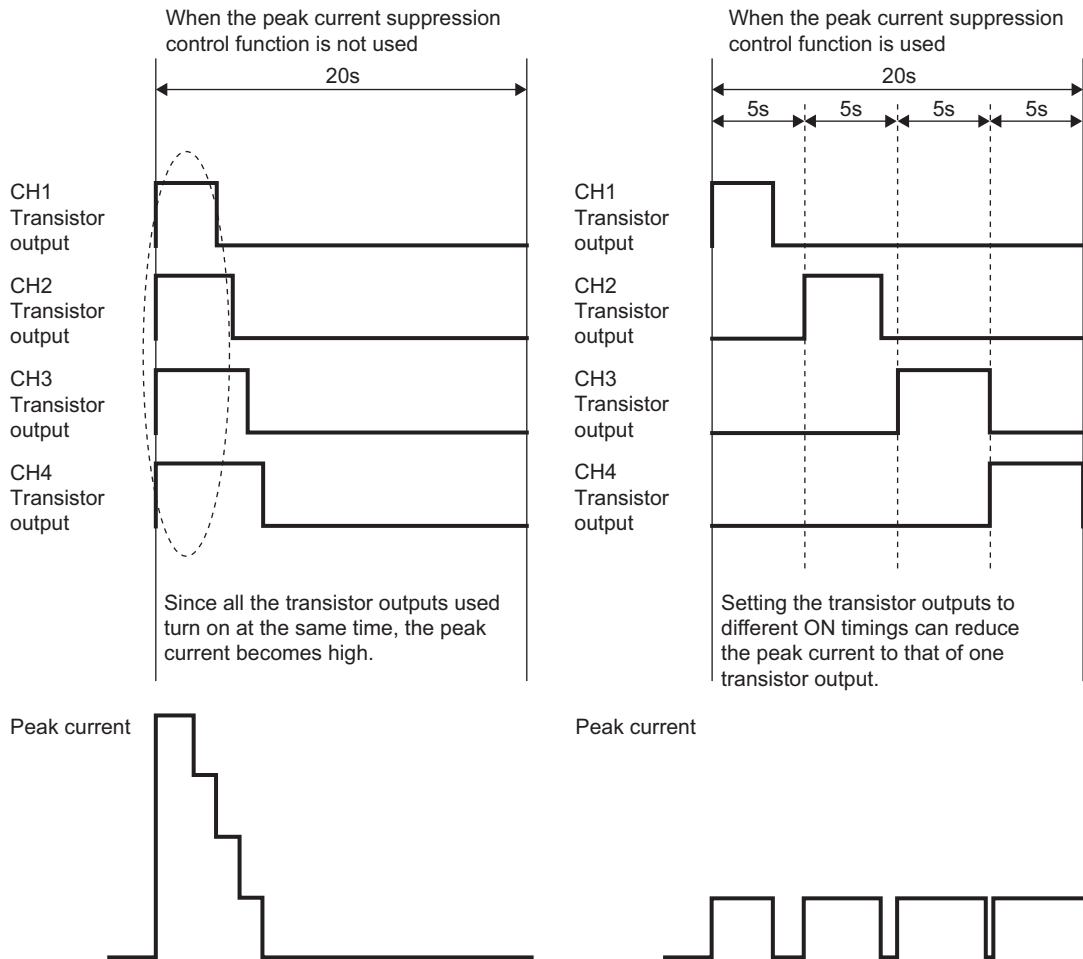 When the peak current suppression
control function is not used
20s
CH1
Transistor
output
CH2
Transistor
output
CH3
Transistor
output
CH4
Transistor
output
Since all the transistor outputs used
turn on at the same time, the peak
current becomes high.
Peak current
When the peak current suppression
control function is used
20s
5s 5s 5s 5s
CH1
Transistor
output
CH2
Transistor
output
CH3
Transistor
output
CH4
Transistor
output
Setting the transistor outputs to
different ON timings can reduce
the peak current to that of one
transistor output.
Peak current